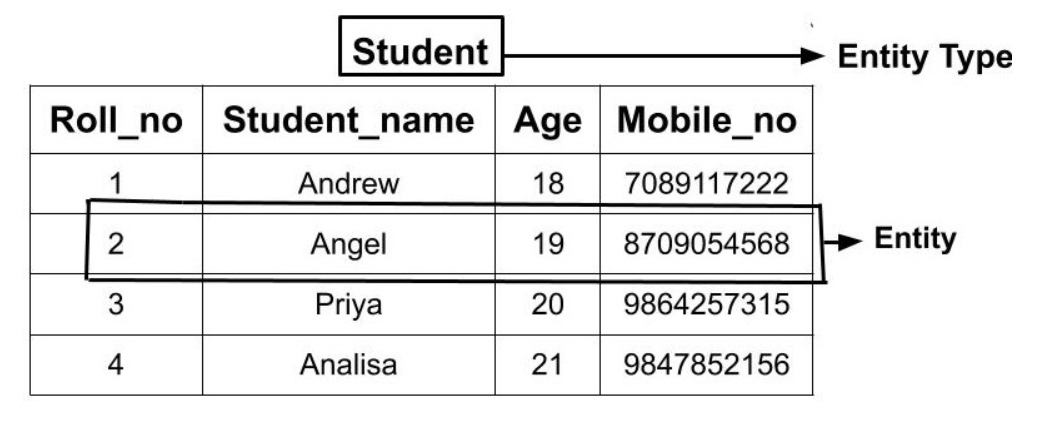 Student
Entity Type
Roll_no Student_name Age Mobile_no
1 Andrew 18 7089117222
2 Angel 19 8709054568
Entity
3 Priya 20 9864257315
4 Analisa 21 9847852156